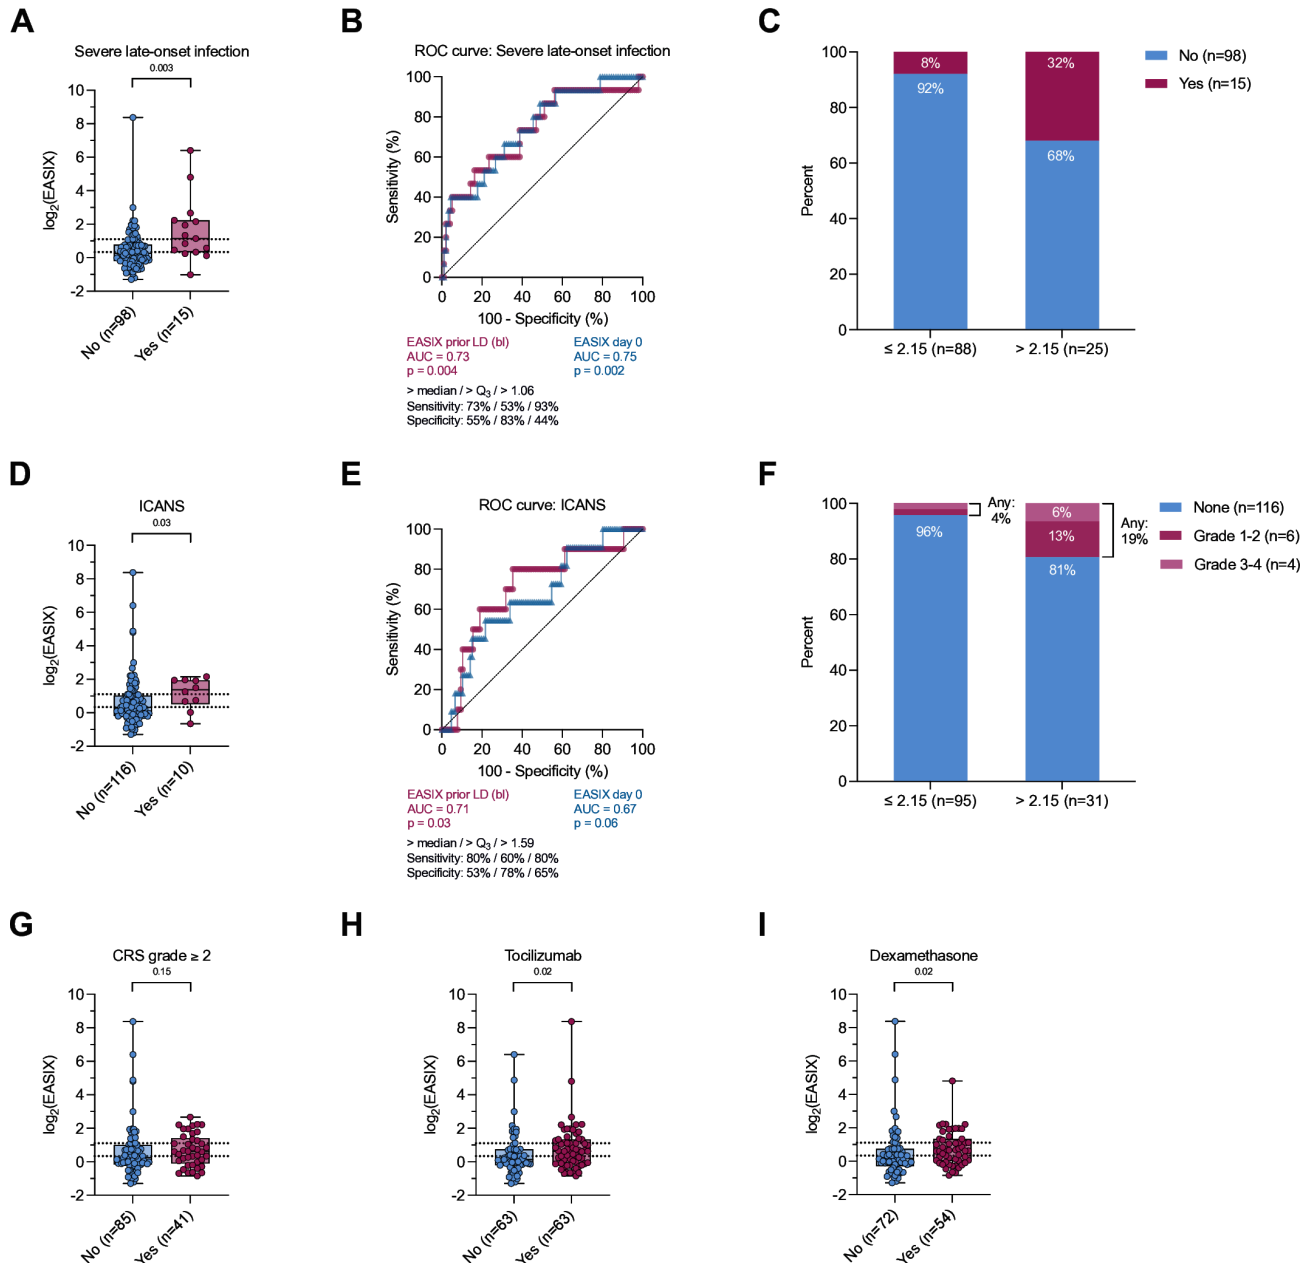 A
Severe late-onset infection
0.003
log2(EASIX)
10
8
6
4
2
0
-2
No (n=98)
Yes (n=15)
B
ROC curve: Severe late-onset infection
Sensitivity (%)
100
80
60
40
20
0
0 20 40 60 80 100
100 - Specificity (%)
EASIX prior LD (bl)
AUC = 0.73
p = 0.004
EASIX day 0
AUC = 0.75
p = 0.002
> median / > Q3 / > 1.06
Sensitivity: 73% / 53% / 93%
Specificity: 55% / 83% / 44%
C
Percent
100
80
60
40
20
0
8%
92%
32%
68%
≤ 2.15 (n=88)
> 2.15 (n=25)
No (n=98)
Yes (n=15)
D
ICANS
0.03
log2(EASIX)
10
8
6
4
2
0
-2
No (n=116)
Yes (n=10)
E
ROC curve: ICANS
Sensitivity (%)
100
80
60
40
20
0
0 20 40 60 80 100
100 - Specificity (%)
EASIX prior LD (bl)
AUC = 0.71
p = 0.03
EASIX day 0
AUC = 0.67
p = 0.06
> median / > Q3 / > 1.59
Sensitivity: 80% / 60% / 80%
Specificity: 53% / 78% / 65%
F
Percent
100
80
60
40
20
0
96%
Any:
4%
6%
13%
81%
Any:
19%
≤ 2.15 (n=95)
> 2.15 (n=31)
None (n=116)
Grade 1-2 (n=6)
Grade 3-4 (n=4)
G
CRS grade ≥ 2
0.15
log2(EASIX)
10
8
6
4
2
0
-2
No (n=85)
Yes (n=41)
H
Tocilizumab
0.02
log2(EASIX)
10
8
6
4
2
0
-2
No (n=63)
Yes (n=63)
I
Dexamethasone
0.02
log2(EASIX)
10
8
6
4
2
0
-2
No (n=72)
Yes (n=54)